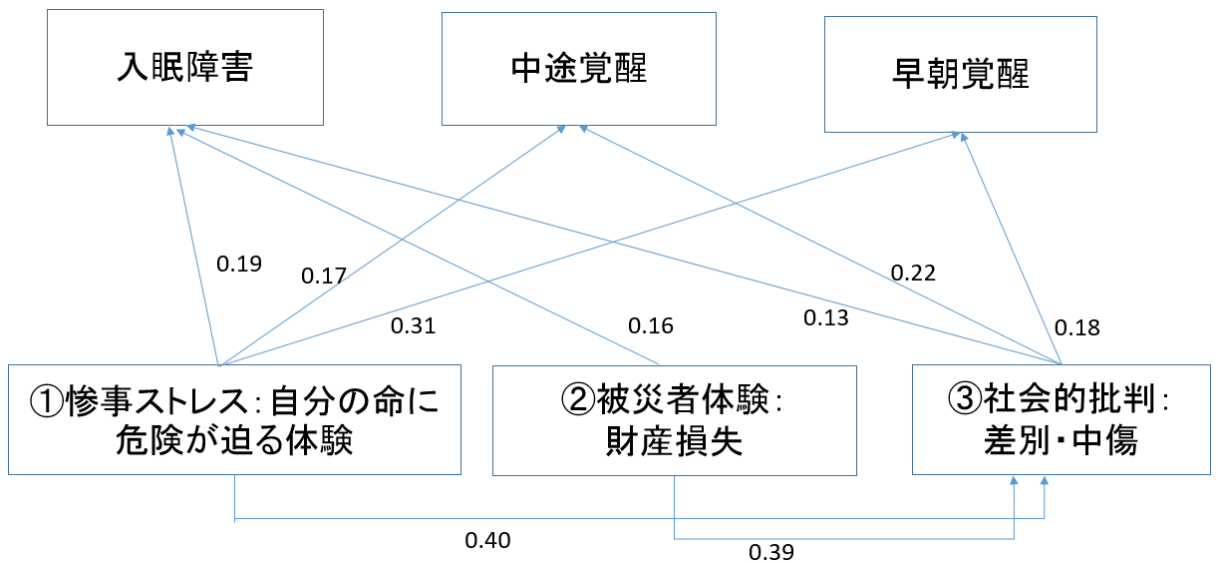 入眠障害
中途覚醒
早朝覚醒
0.19
0.17
0.31
0.16
0.13
0.22
0.18
①惨事ストレス：自分の命に
危険が迫る体験
②被災者体験：
財産損失
③社会的批判：
差別・中傷
0.40
0.39